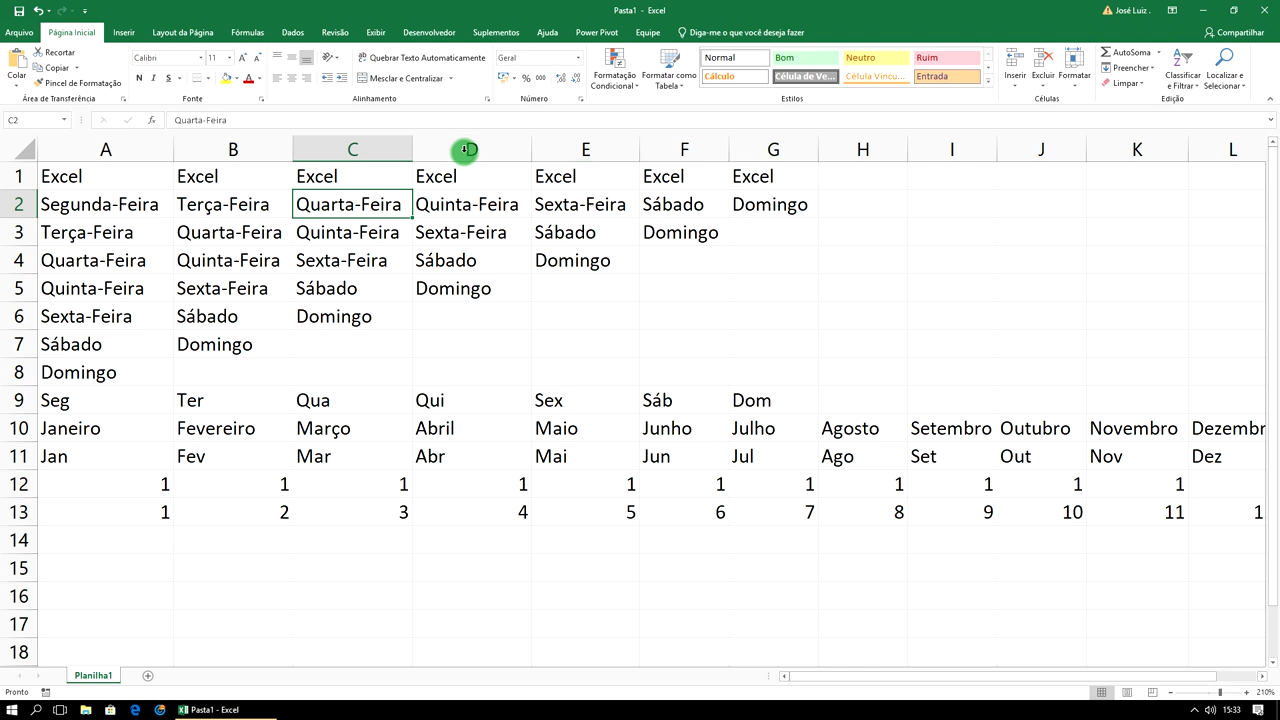 Pasta1 - Excel
José Luiz .
Arquivo Página Inicial Inserir Layout da Página Fórmulas Dados Revisão Exibir Desenvolvedor Suplementos Ajuda Power Pivot Equipe Diga-me o que você deseja fazer Compartilhar
Colar
Recortar
Copiar
Pincel de Formatação
Área de Transferência
Calibri 11
N I S
Fonte
Quebrar Texto Automaticamente
Mesclar e Centralizar
Alinhamento
Geral
% 000
Número
Formatação Condicional
Formatar como Tabela
Normal Bom Neutro Ruim
Cálculo Célula de Ve... Célula Vincu... Entrada
Estilos
Inserir Excluir Formatar
Células
AutoSoma
Preencher
Limpar
Classificar e Filtrar
Localizar e Selecionar
Edição
C2 fx Quarta-Feira
A B C D E F G H I J K L
1 Excel Excel Excel Excel Excel Excel Excel
2 Segunda-Feira Terça-Feira Quarta-Feira Quinta-Feira Sexta-Feira Sábado Domingo
3 Terça-Feira Quarta-Feira Quinta-Feira Sexta-Feira Sábado Domingo
4 Quarta-Feira Quinta-Feira Sexta-Feira Sábado Domingo
5 Quinta-Feira Sexta-Feira Sábado Domingo
6 Sexta-Feira Sábado Domingo
7 Sábado Domingo
8 Domingo
9 Seg Ter Qua Qui Sex Sáb Dom
10 Janeiro Fevereiro Março Abril Maio Junho Julho Agosto Setembro Outubro Novembro Dezembr
11 Jan Fev Mar Abr Mai Jun Jul Ago Set Out Nov Dez
12 1 1 1 1 1 1 1 1 1 1 1
13 1 2 3 4 5 6 7 8 9 10 11 1
14
15
16
17
18
Planilha1
Pronto 210%
Pasta1 - Excel 15:33